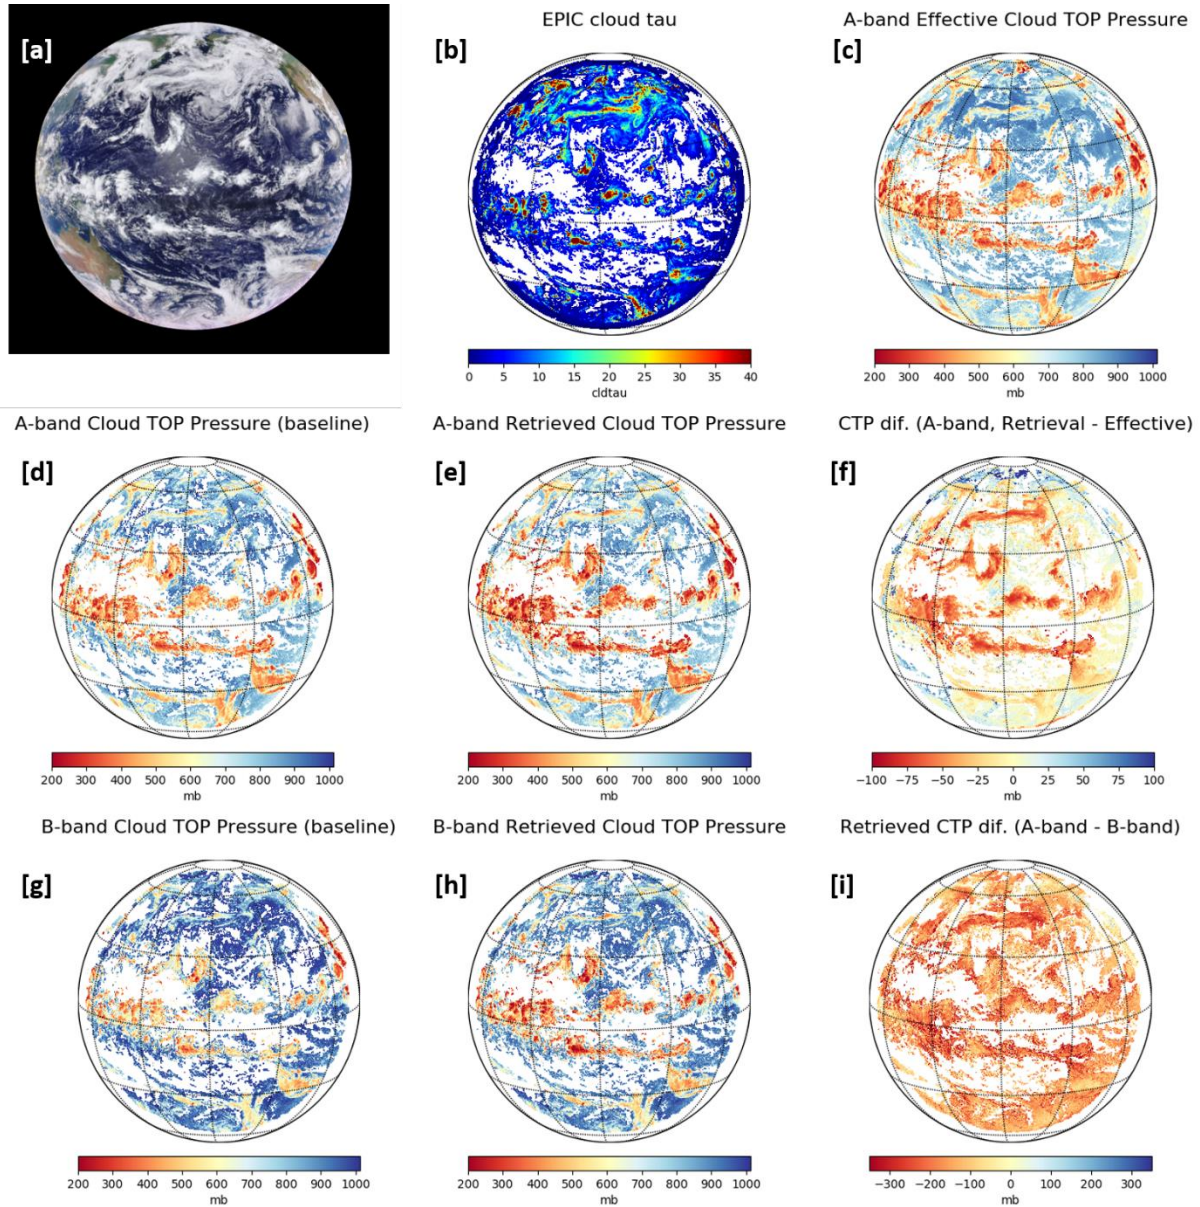 [a]
EPIC cloud tau
[b]
0 5 10 15 20 25 30 35 40
cldtau
A-band Effective Cloud TOP Pressure
[c]
200 300 400 500 600 700 800 900 1000
mb
A-band Cloud TOP Pressure (baseline)
[d]
200 300 400 500 600 700 800 900 1000
mb
A-band Retrieved Cloud TOP Pressure
[e]
200 300 400 500 600 700 800 900 1000
mb
CTP dif. (A-band, Retrieval - Effective)
[f]
−100 −75 −50 −25 0 25 50 75 100
mb
B-band Cloud TOP Pressure (baseline)
[g]
200 300 400 500 600 700 800 900 1000
mb
B-band Retrieved Cloud TOP Pressure
[h]
200 300 400 500 600 700 800 900 1000
mb
Retrieved CTP dif. (A-band - B-band)
[i]
−300 −200 −100 0 100 200 300
mb